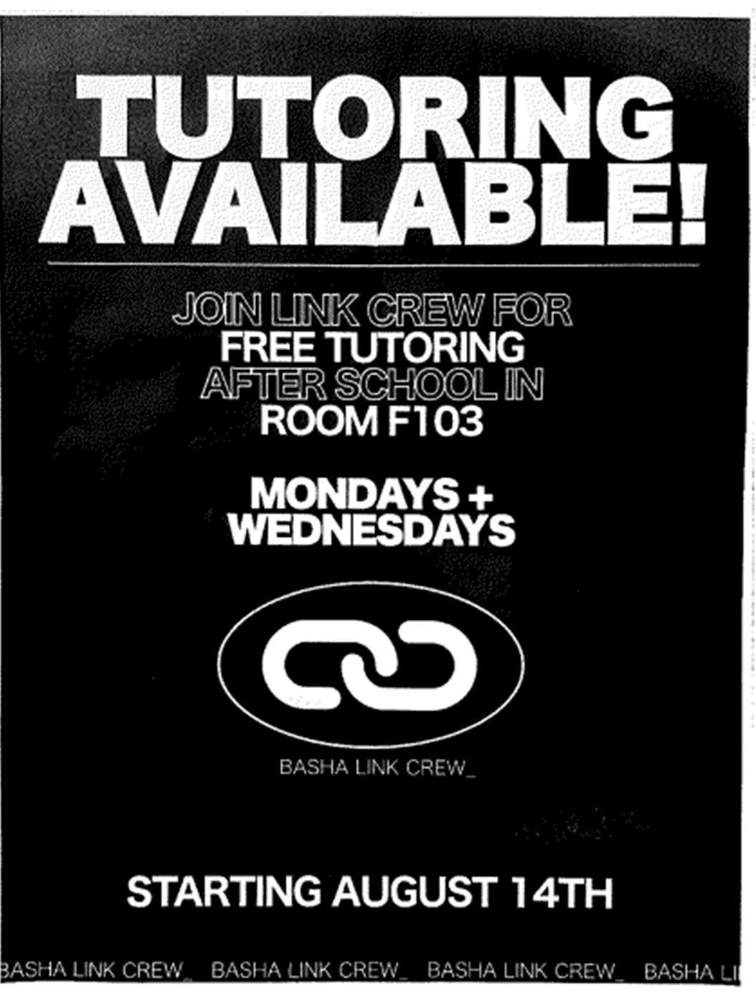 TUTORING
AVAILABLE!
JOIN LINK CREW FOR
FREE TUTORING
AFTER SCHOOL IN
ROOM F103
MONDAYS +
WEDNESDAYS
BASHA LINK CREW_
STARTING AUGUST 14TH
BASHA LINK CREW_ BASHA LINK CREW_ BASHA LINK CREW_ BASHA LI